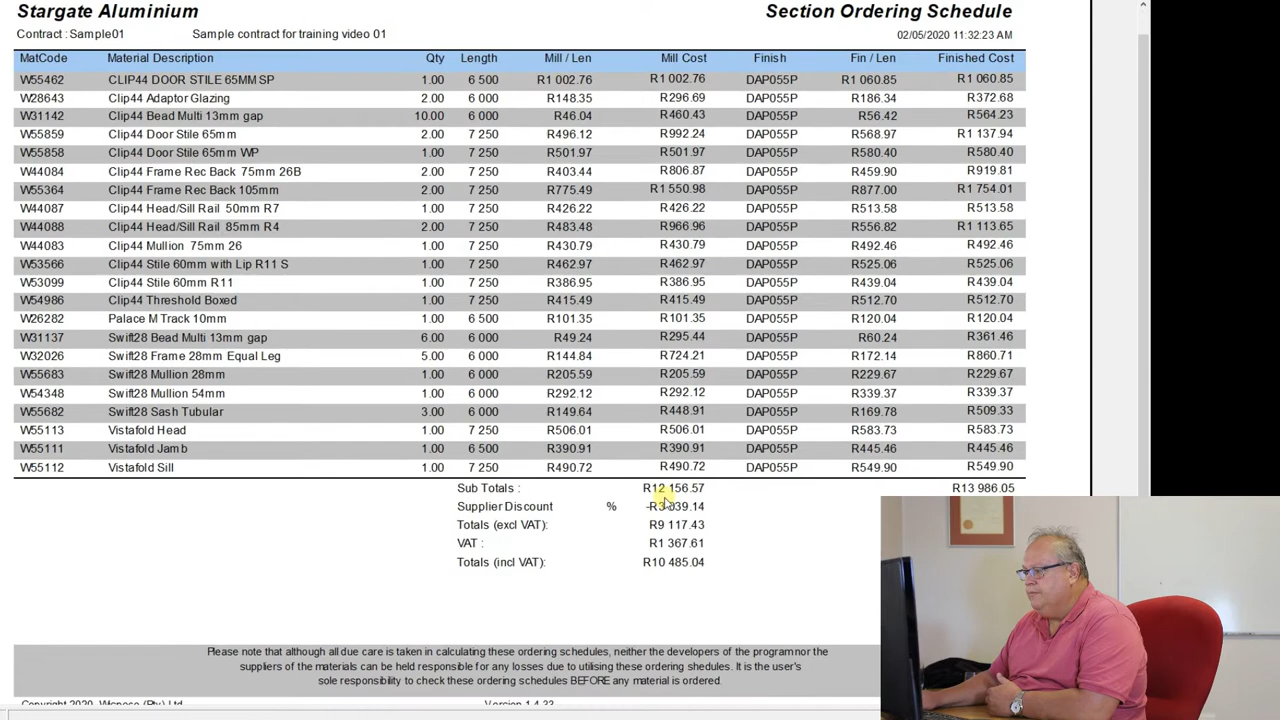 Stargate Aluminium Section Ordering Schedule
Contract : Sample01 Sample contract for training video 01 02/05/2020 11:32:23 AM
MatCode Material Description Qty Length Mill / Len Mill Cost Finish Fin / Len Finished Cost
W55462 CLIP44 DOOR STILE 65MM SP 1.00 6 500 R1 002.76 R1 002.76 DAP055P R1 060.85 R1 060.85
W28643 Clip44 Adaptor Glazing 2.00 6 000 R148.35 R296.69 DAP055P R186.34 R372.68
W31142 Clip44 Bead Multi 13mm gap 10.00 6 000 R46.04 R460.43 DAP055P R56.42 R564.23
W55859 Clip44 Door Stile 65mm 2.00 7 250 R496.12 R992.24 DAP055P R568.97 R1 137.94
W55858 Clip44 Door Stile 65mm WP 1.00 7 250 R501.97 R501.97 DAP055P R580.40 R580.40
W44084 Clip44 Frame Rec Back 75mm 26B 2.00 7 250 R403.44 R806.87 DAP055P R459.90 R919.81
W55364 Clip44 Frame Rec Back 105mm 2.00 7 250 R775.49 R1 550.98 DAP055P R877.00 R1 754.01
W44087 Clip44 Head/Sill Rail 50mm R7 1.00 7 250 R426.22 R426.22 DAP055P R513.58 R513.58
W44088 Clip44 Head/Sill Rail 85mm R4 2.00 7 250 R483.48 R966.96 DAP055P R556.82 R1 113.65
W44083 Clip44 Mullion 75mm 26 1.00 7 250 R430.79 R430.79 DAP055P R492.46 R492.46
W53566 Clip44 Stile 60mm with Lip R11 S 1.00 7 250 R462.97 R462.97 DAP055P R525.06 R525.06
W53099 Clip44 Stile 60mm R11 1.00 7 250 R386.95 R386.95 DAP055P R439.04 R439.04
W54986 Clip44 Threshold Boxed 1.00 7 250 R415.49 R415.49 DAP055P R512.70 R512.70
W26282 Palace M Track 10mm 1.00 6 500 R101.35 R101.35 DAP055P R120.04 R120.04
W31137 Swift28 Bead Multi 13mm gap 6.00 6 000 R49.24 R295.44 DAP055P R60.24 R361.46
W32026 Swift28 Frame 28mm Equal Leg 5.00 6 000 R144.84 R724.21 DAP055P R172.14 R860.71
W55683 Swift28 Mullion 28mm 1.00 6 000 R205.59 R205.59 DAP055P R229.67 R229.67
W54348 Swift28 Mullion 54mm 1.00 6 000 R292.12 R292.12 DAP055P R339.37 R339.37
W55682 Swift28 Sash Tubular 3.00 6 000 R149.64 R448.91 DAP055P R169.78 R509.33
W55113 Vistafold Head 1.00 7 250 R506.01 R506.01 DAP055P R583.73 R583.73
W55111 Vistafold Jamb 1.00 6 500 R390.91 R390.91 DAP055P R445.46 R445.46
W55112 Vistafold Sill 1.00 7 250 R490.72 R490.72 DAP055P R549.90 R549.90
Sub Totals : R12 156.57 R13 986.05
Supplier Discount % -R3 039.14
Totals (excl VAT): R9 117.43
VAT : R1 367.61
Totals (incl VAT): R10 485.04
Please note that although all due care is taken in calculating these ordering schedules, neither the developers of the programnor the
suppliers of the materials can be held responsible for any losses due to utilising these ordering shedules. It is the user's
sole responsibility to check these ordering schedules BEFORE any material is ordered.
Copyright 2020 (Pty) Ltd Version 1.4.33